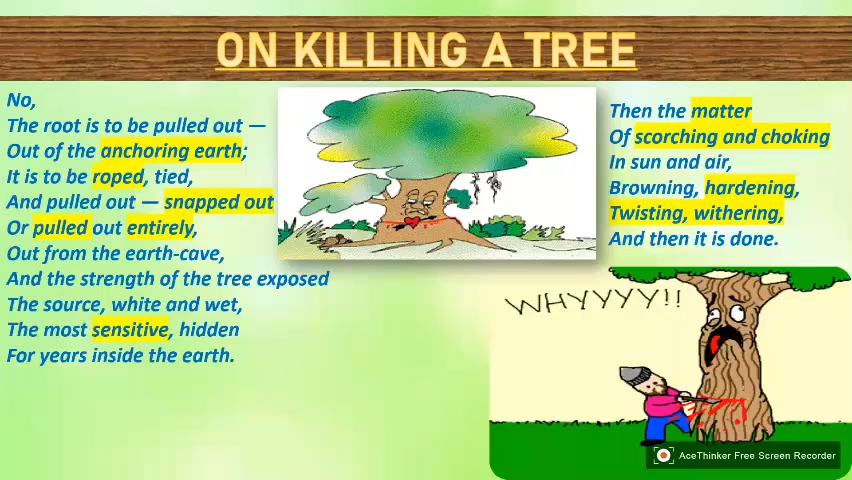 ON KILLING A TREE
No,
The root is to be pulled out —
Out of the anchoring earth;
It is to be roped, tied,
And pulled out — snapped out
Or pulled out entirely,
Out from the earth-cave,
And the strength of the tree exposed
The source, white and wet,
The most sensitive, hidden
For years inside the earth.
Then the matter
Of scorching and choking
In sun and air,
Browning, hardening,
Twisting, withering,
And then it is done.
WHYYYY!!
AceThinker Free Screen Recorder